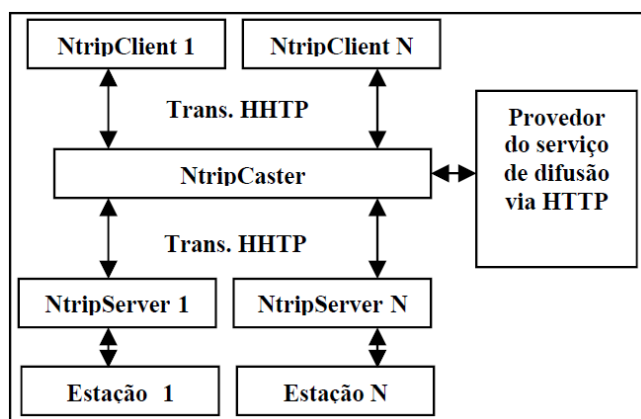 NtripClient 1
NtripClient N
Trans. HHTP
NtripCaster
Provedor
do serviço
de difusão
via HTTP
Trans. HHTP
NtripServer 1
NtripServer N
Estação 1
Estação N